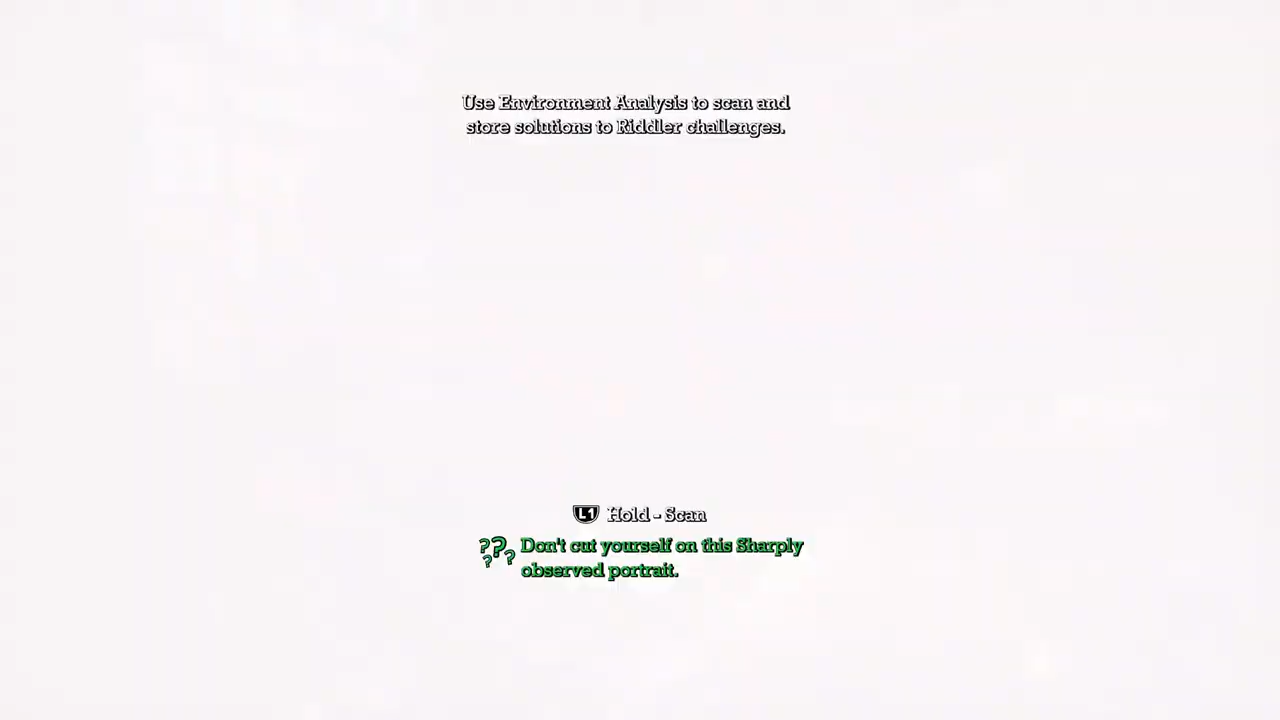 Use Environment Analysis to scan and
store solutions to Riddler challenges.
L1 Hold - Scan
???? Don't cut yourself on this Sharply
observed portrait.